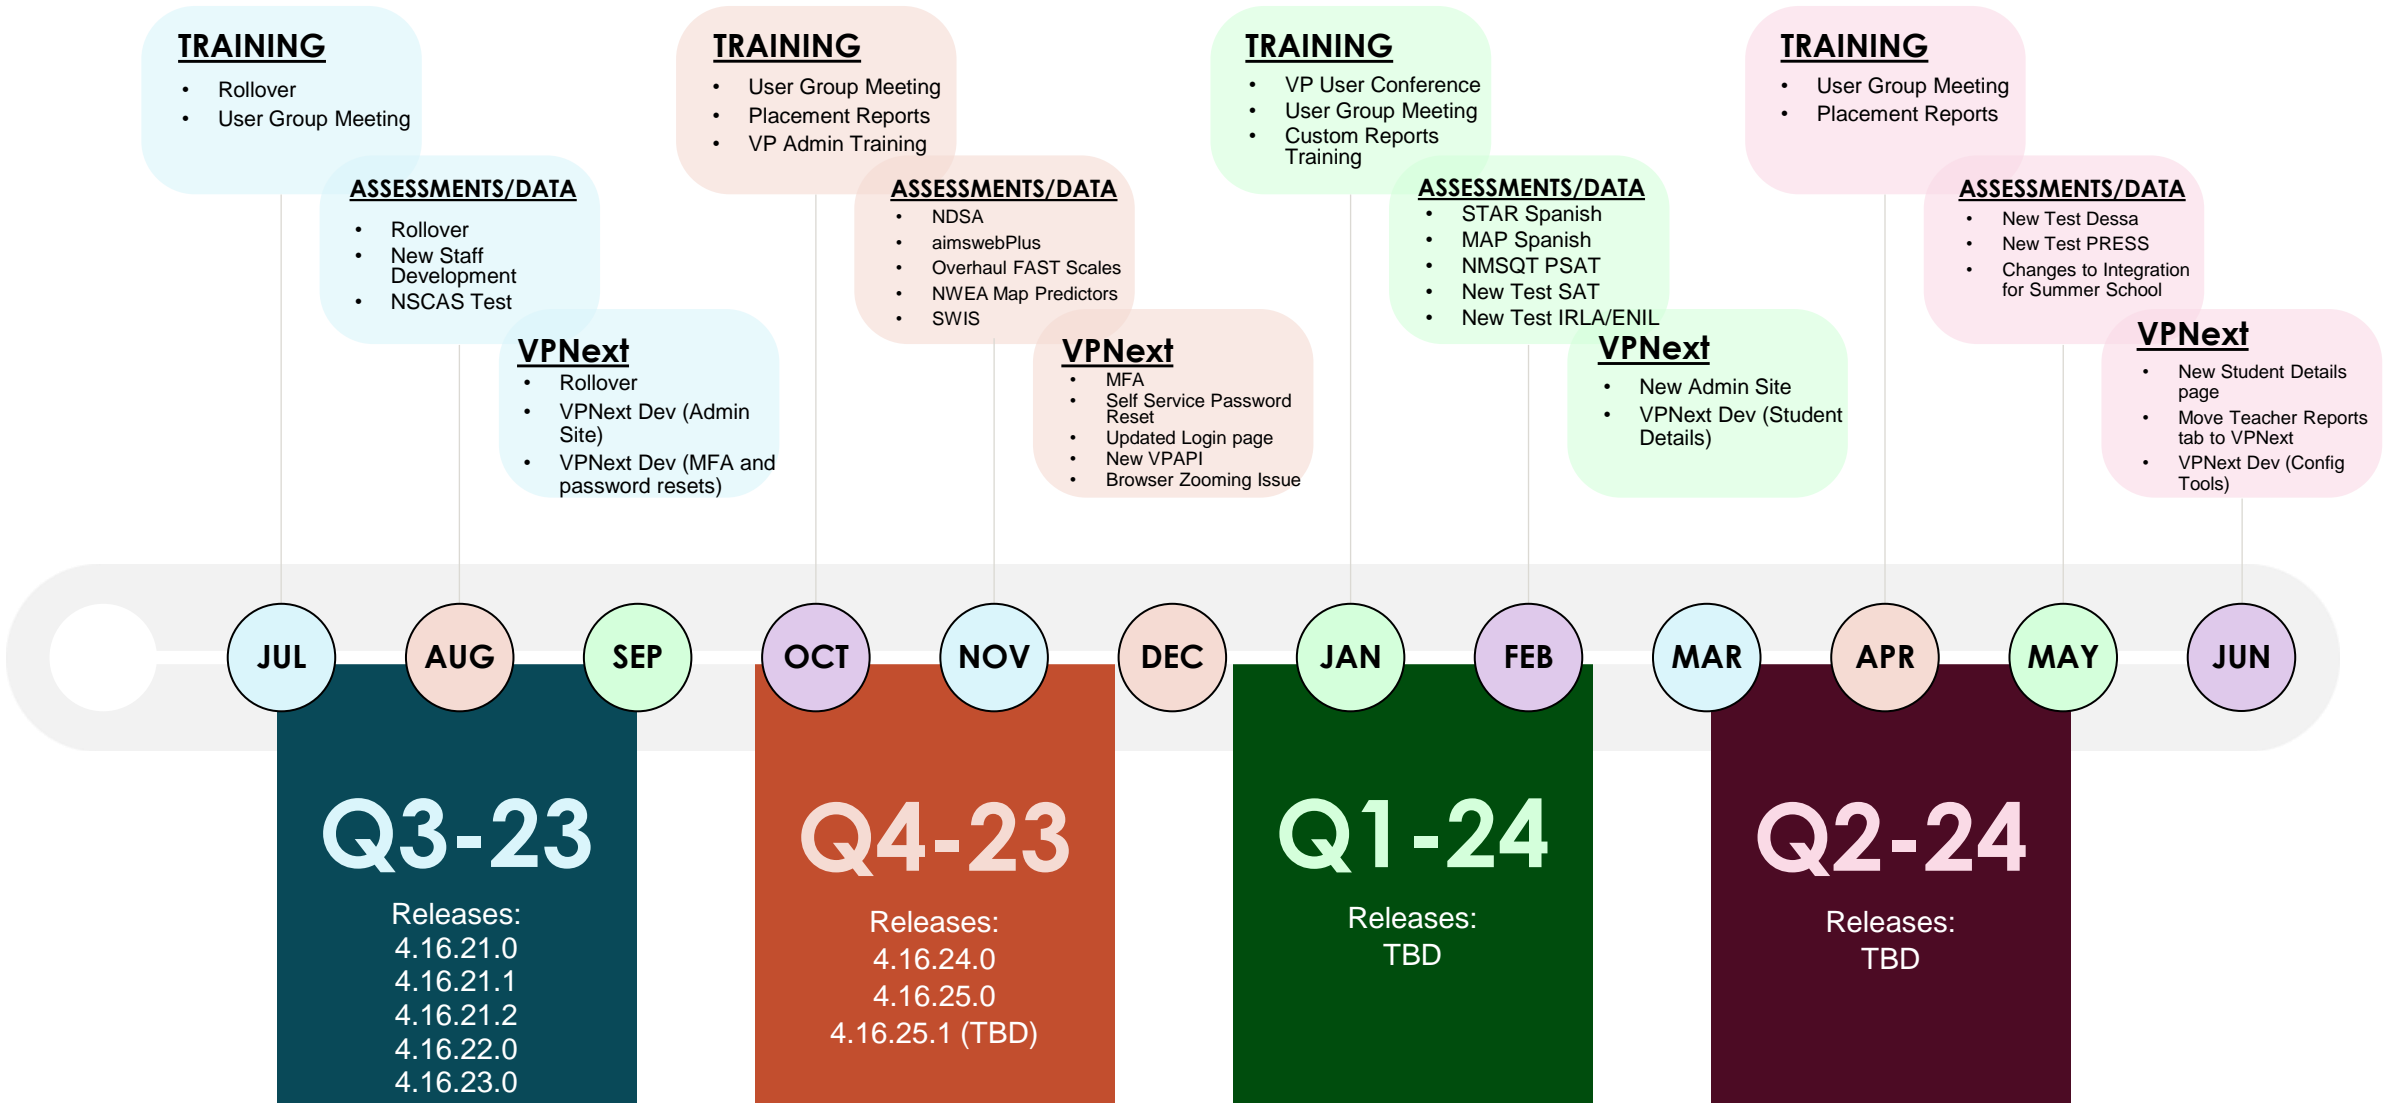 TRAINING
• Rollover
• User Group Meeting
ASSESSMENTS/DATA
• Rollover
• New Staff
Development
• NSCAS Test
VPNext
• Rollover
• VPNext Dev (Admin
Site)
• VPNext Dev (MFA and
password resets)
TRAINING
• User Group Meeting
• Placement Reports
• VP Admin Training
ASSESSMENTS/DATA
• NDSA
• aimswebPlus
• Overhaul FAST Scales
• NWEA Map Predictors
• SWIS
VPNext
• MFA
• Self Service Password
Reset
• Updated Login page
• New VPAPI
• Browser Zooming Issue
TRAINING
• VP User Conference
• User Group Meeting
• Custom Reports
Training
ASSESSMENTS/DATA
• STAR Spanish
• MAP Spanish
• NMSQT PSAT
• New Test SAT
• New Test IRLA/ENIL
VPNext
• New Admin Site
• VPNext Dev (Student
Details)
TRAINING
• User Group Meeting
• Placement Reports
ASSESSMENTS/DATA
• New Test Dessa
• New Test PRESS
• Changes to Integration
for Summer School
VPNext
• New Student Details
page
• Move Teacher Reports
tab to VPNext
• VPNext Dev (Config
Tools)
JUL
AUG
SEP
OCT
NOV
DEC
JAN
FEB
MAR
APR
MAY
JUN
Q3-23
Releases:
4.16.21.0
4.16.21.1
4.16.21.2
4.16.22.0
4.16.23.0
Q4-23
Releases:
4.16.24.0
4.16.25.0
4.16.25.1 (TBD)
Q1-24
Releases:
TBD
Q2-24
Releases:
TBD